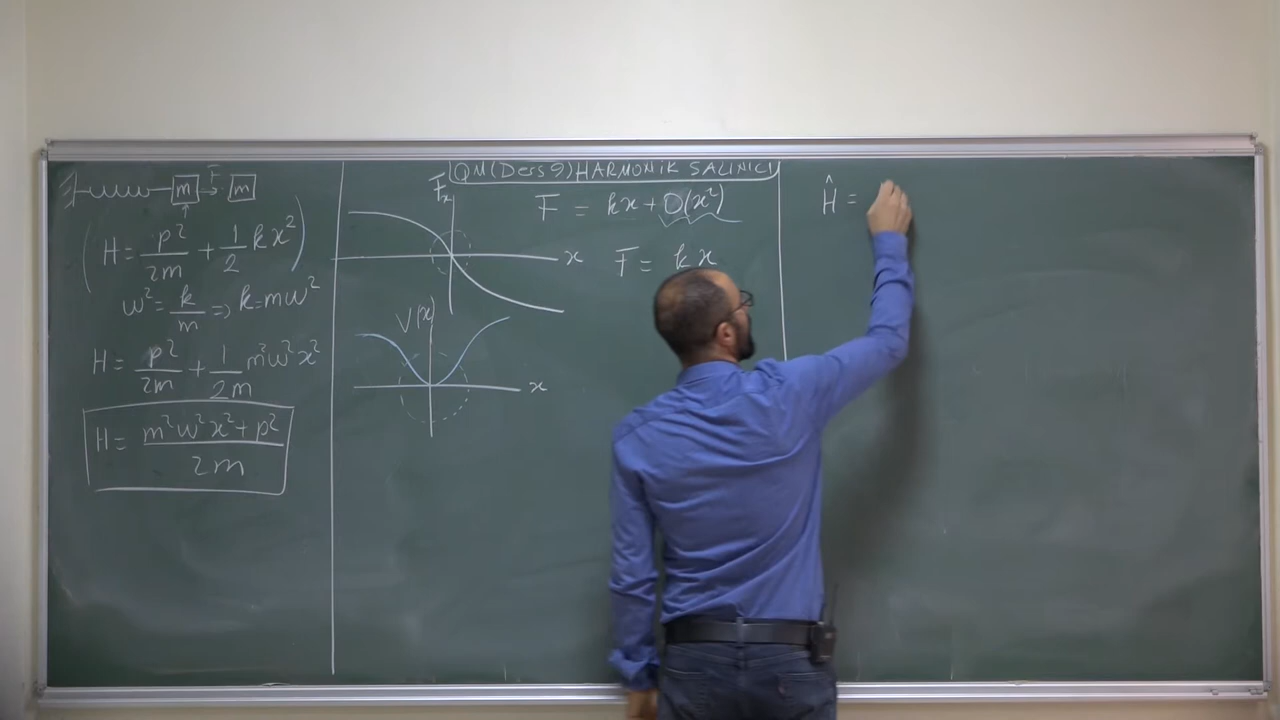 QM(Ders 9) HARMONİK SALINICI
m F m
H = p²/2m + 1/2 kx²
w² = k/m ⇒ k = mw²
H = p²/2m + 1/2m m²w²x²
H = m²w²x² + p² / 2m
Fx
x
V(x)
x
F = kx + O(x²)
F = kx
Ĥ =